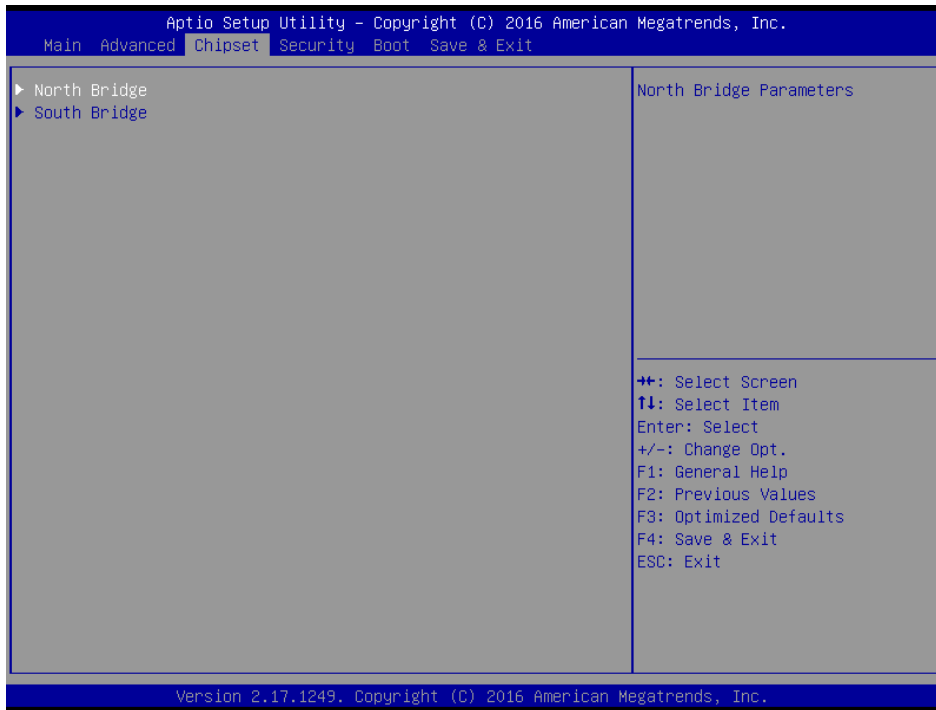 Aptio Setup Utility – Copyright (C) 2016 American Megatrends, Inc.
Main Advanced Chipset Security Boot Save & Exit
▶ North Bridge
▶ South Bridge
North Bridge Parameters
→←: Select Screen
↑↓: Select Item
Enter: Select
+/-: Change Opt.
F1: General Help
F2: Previous Values
F3: Optimized Defaults
F4: Save & Exit
ESC: Exit
Version 2.17.1249. Copyright (C) 2016 American Megatrends, Inc.